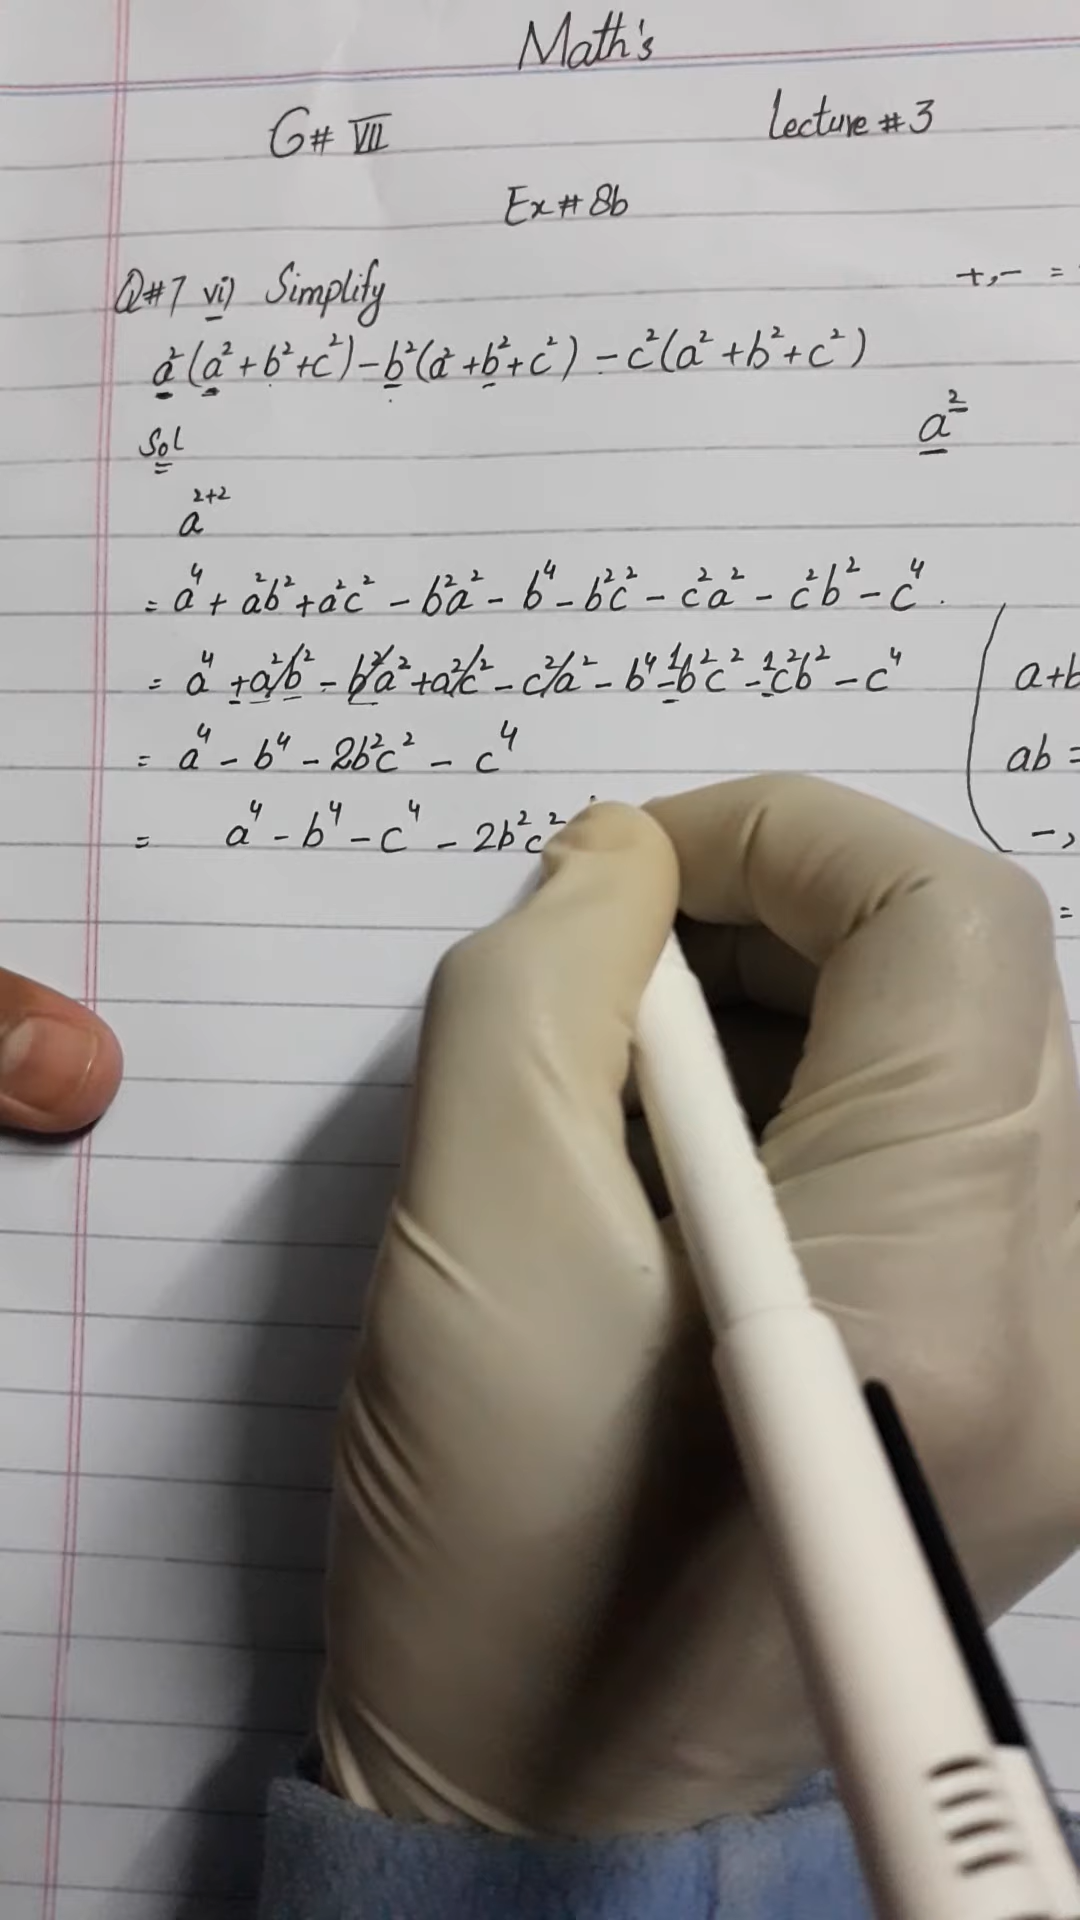 Math's
G# VII
Lecture #3
Ex# 8b
Q#7 vi) Simplify
+,- =
a²(a²+b²+c²)-b²(a²+b²+c²)-c²(a²+b²+c²)
a²
Sol
a²⁺²
= a⁴+a²b²+a²c²-b²a²-b⁴-b²c²-c²a²-c²b²-c⁴.
= a⁴+a²b²-b²a²+a²c²-c²a²-b⁴-1b²c²-1c²b²-c⁴
a+b
= a⁴-b⁴-2b²c²-c⁴
ab =
= a⁴-b⁴-c⁴-2b²c²
-,
=